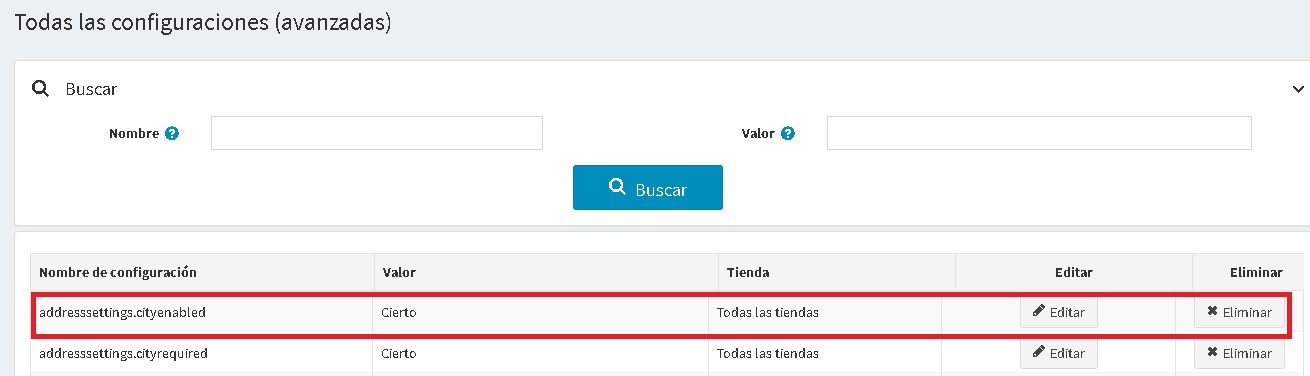 Todas las configuraciones (avanzadas)
Buscar
Nombre ? Valor ?
Buscar
Nombre de configuración Valor Tienda Editar Eliminar
addresssettings.cityenabled Cierto Todas las tiendas Editar Eliminar
addresssettings.cityrequired Cierto Todas las tiendas Editar Eliminar